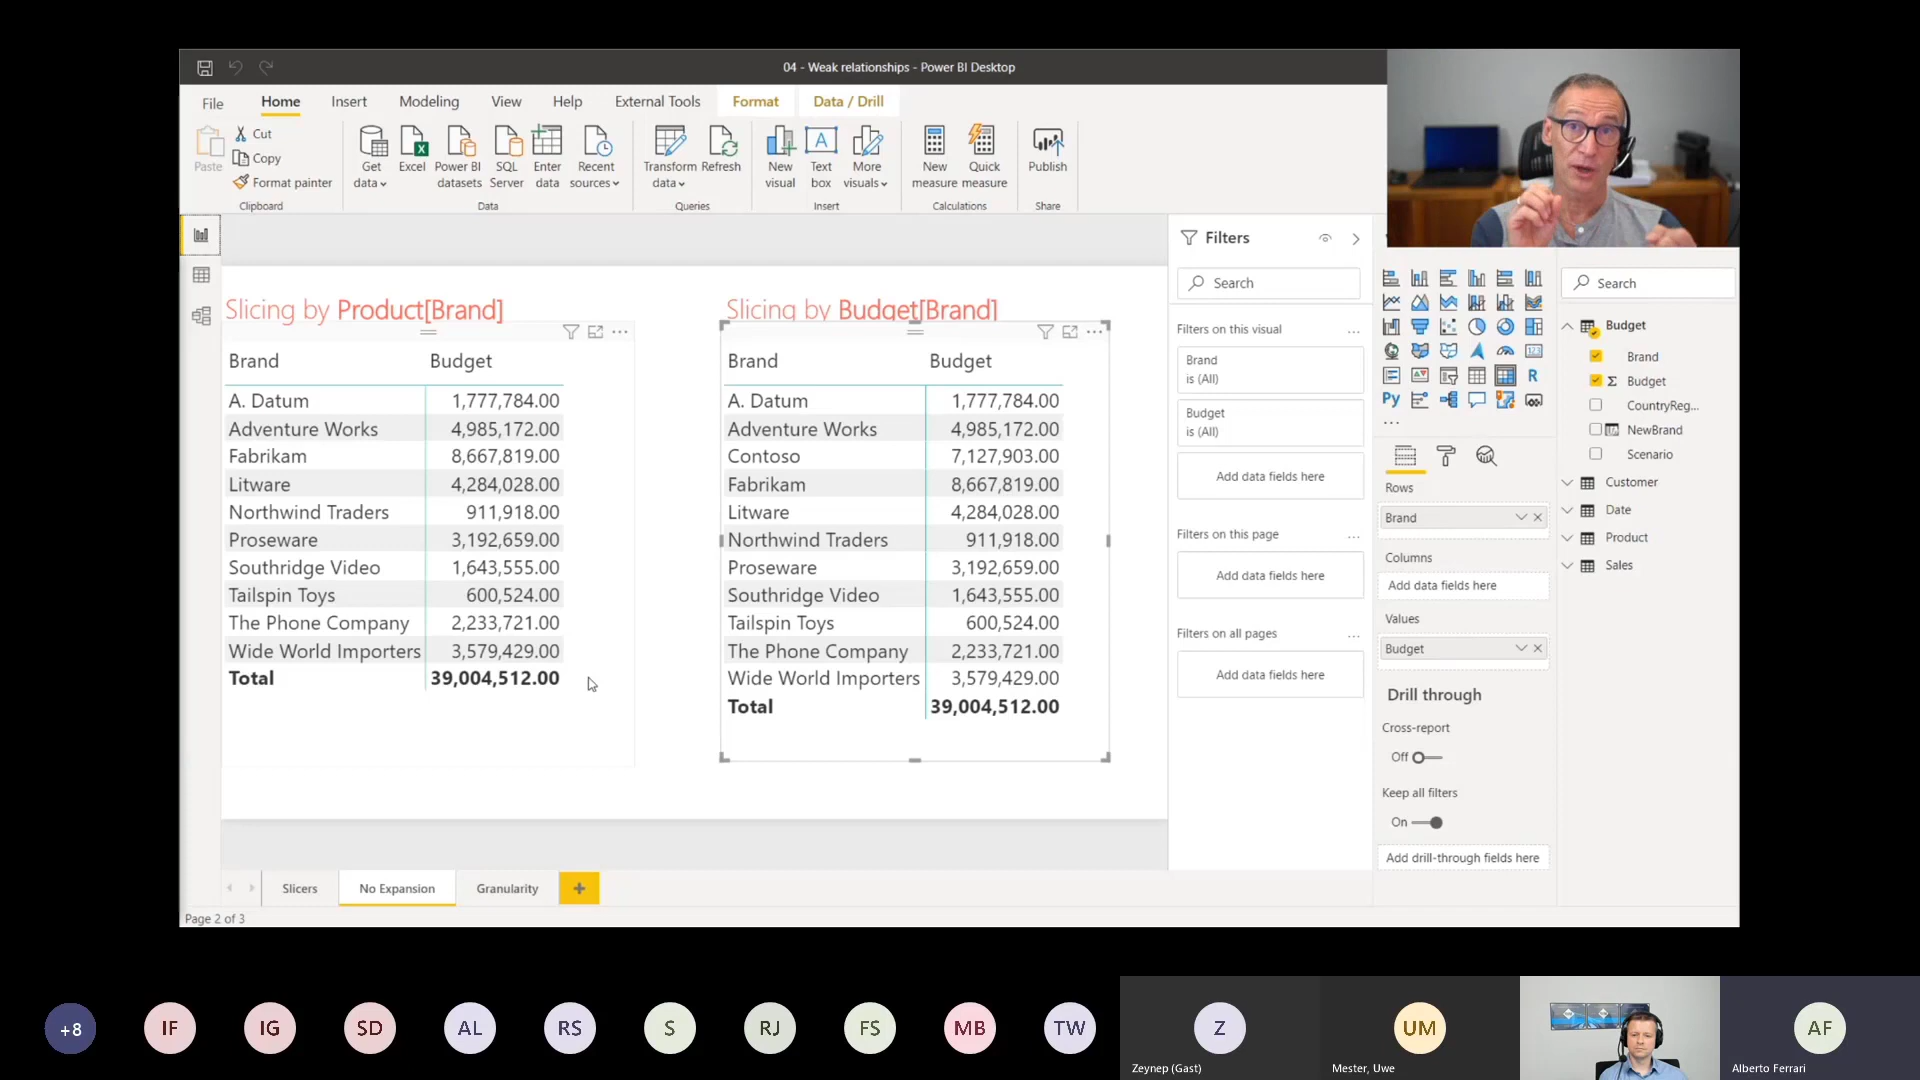 04 - Weak relationships - Power BI Desktop
File Home Insert Modeling View Help External Tools Format Data / Drill
Paste
Cut
Copy
Format painter
Get data
Excel
Power BI datasets
SQL Server
Enter data
Recent sources
Transform data
Refresh
New visual
Text box
More visuals
New measure
Quick measure
Publish
Clipboard Data Queries Insert Calculations Share
Slicing by Product[Brand]
Brand Budget
A. Datum 1,777,784.00
Adventure Works 4,985,172.00
Fabrikam 8,667,819.00
Litware 4,284,028.00
Northwind Traders 911,918.00
Proseware 3,192,659.00
Southridge Video 1,643,555.00
Tailspin Toys 600,524.00
The Phone Company 2,233,721.00
Wide World Importers 3,579,429.00
Total 39,004,512.00
Slicing by Budget[Brand]
Brand Budget
A. Datum 1,777,784.00
Adventure Works 4,985,172.00
Contoso 7,127,903.00
Fabrikam 8,667,819.00
Litware 4,284,028.00
Northwind Traders 911,918.00
Proseware 3,192,659.00
Southridge Video 1,643,555.00
Tailspin Toys 600,524.00
The Phone Company 2,233,721.00
Wide World Importers 3,579,429.00
Total 39,004,512.00
Filters
Search
Filters on this visual ...
Brand
is (All)
Budget
is (All)
Add data fields here
Filters on this page ...
Add data fields here
Filters on all pages ...
Add data fields here
R
Py
...
Rows
Brand
Columns
Add data fields here
Values
Budget
Drill through
Cross-report
Off
Keep all filters
On
Add drill-through fields here
Search
Budget
Brand
Σ Budget
CountryReg...
NewBrand
Scenario
Customer
Date
Product
Sales
Slicers No Expansion Granularity +
Page 2 of 3
+8 IF IG SD AL RS S RJ FS MB TW Z UM AF
Zeynep (Gast) Mester, Uwe Alberto Ferrari